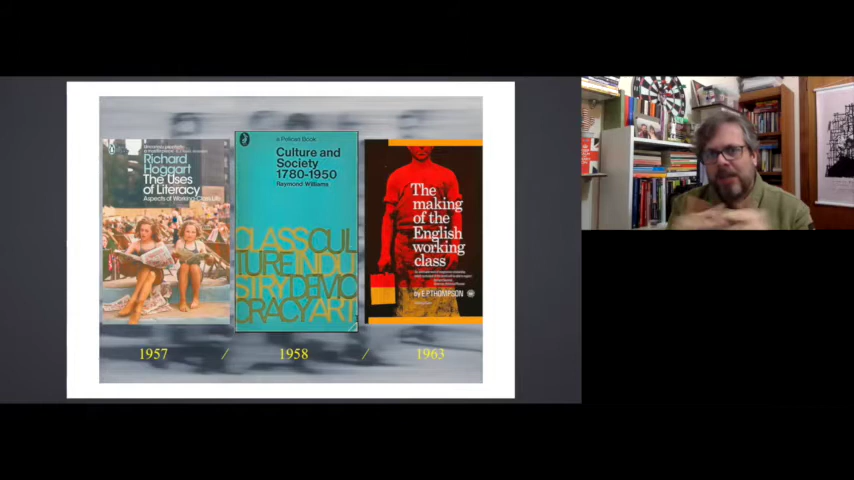 Richard
Hoggart
The Uses
of Literacy
Aspects of Working-Class Life
a Pelican Book
Culture and
Society
1780-1950
Raymond Williams
CLASSCUL
TUREINDU
STRYDEMO
CRACYART
The
making
of the
English
working
class
by E P THOMPSON
1957 / 1958 / 1963